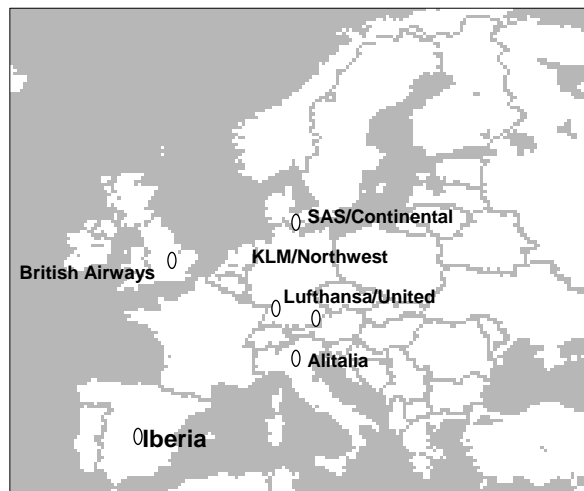 SAS/Continental
KLM/Northwest
British Airways
Lufthansa/United
Alitalia
Iberia